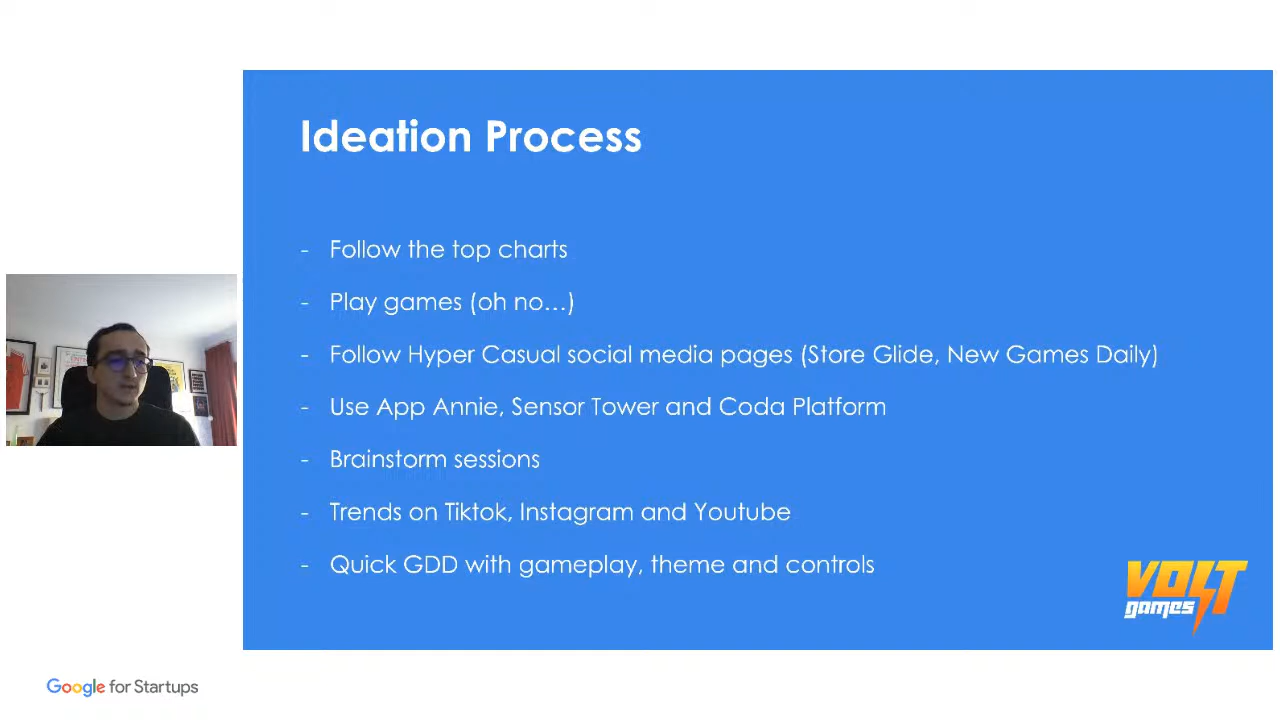 Ideation Process
- Follow the top charts
- Play games (oh no...)
- Follow Hyper Casual social media pages (Store Glide, New Games Daily)
- Use App Annie, Sensor Tower and Coda Platform
- Brainstorm sessions
- Trends on Tiktok, Instagram and Youtube
- Quick GDD with gameplay, theme and controls
VOLT
games
Google for Startups